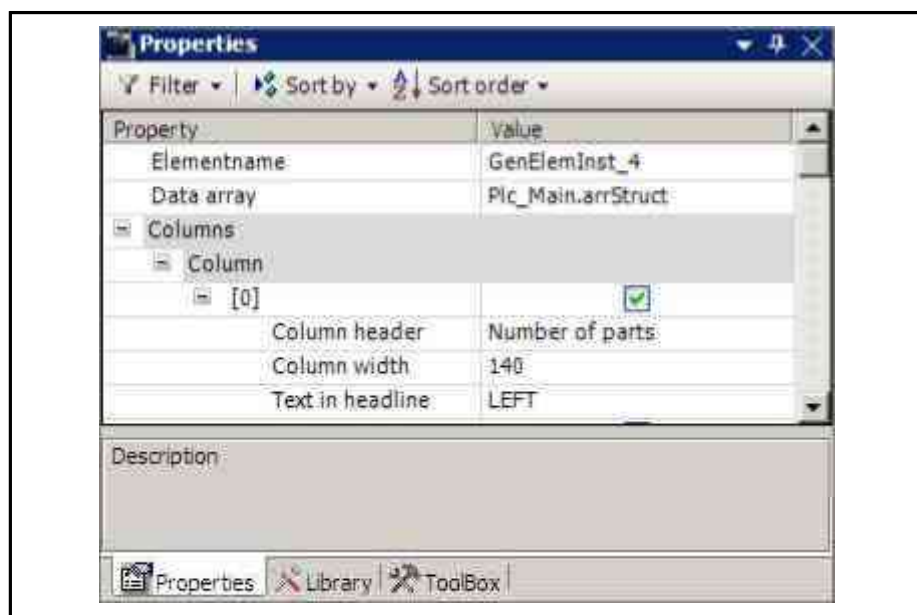 Properties
Filter Sort by Sort order
Property Value
Elementname GenElemInst_4
Data array Plc_Main.arrStruct
Columns
Column
[0]
Column header Number of parts
Column width 140
Text in headline LEFT
Description
Properties Library ToolBox